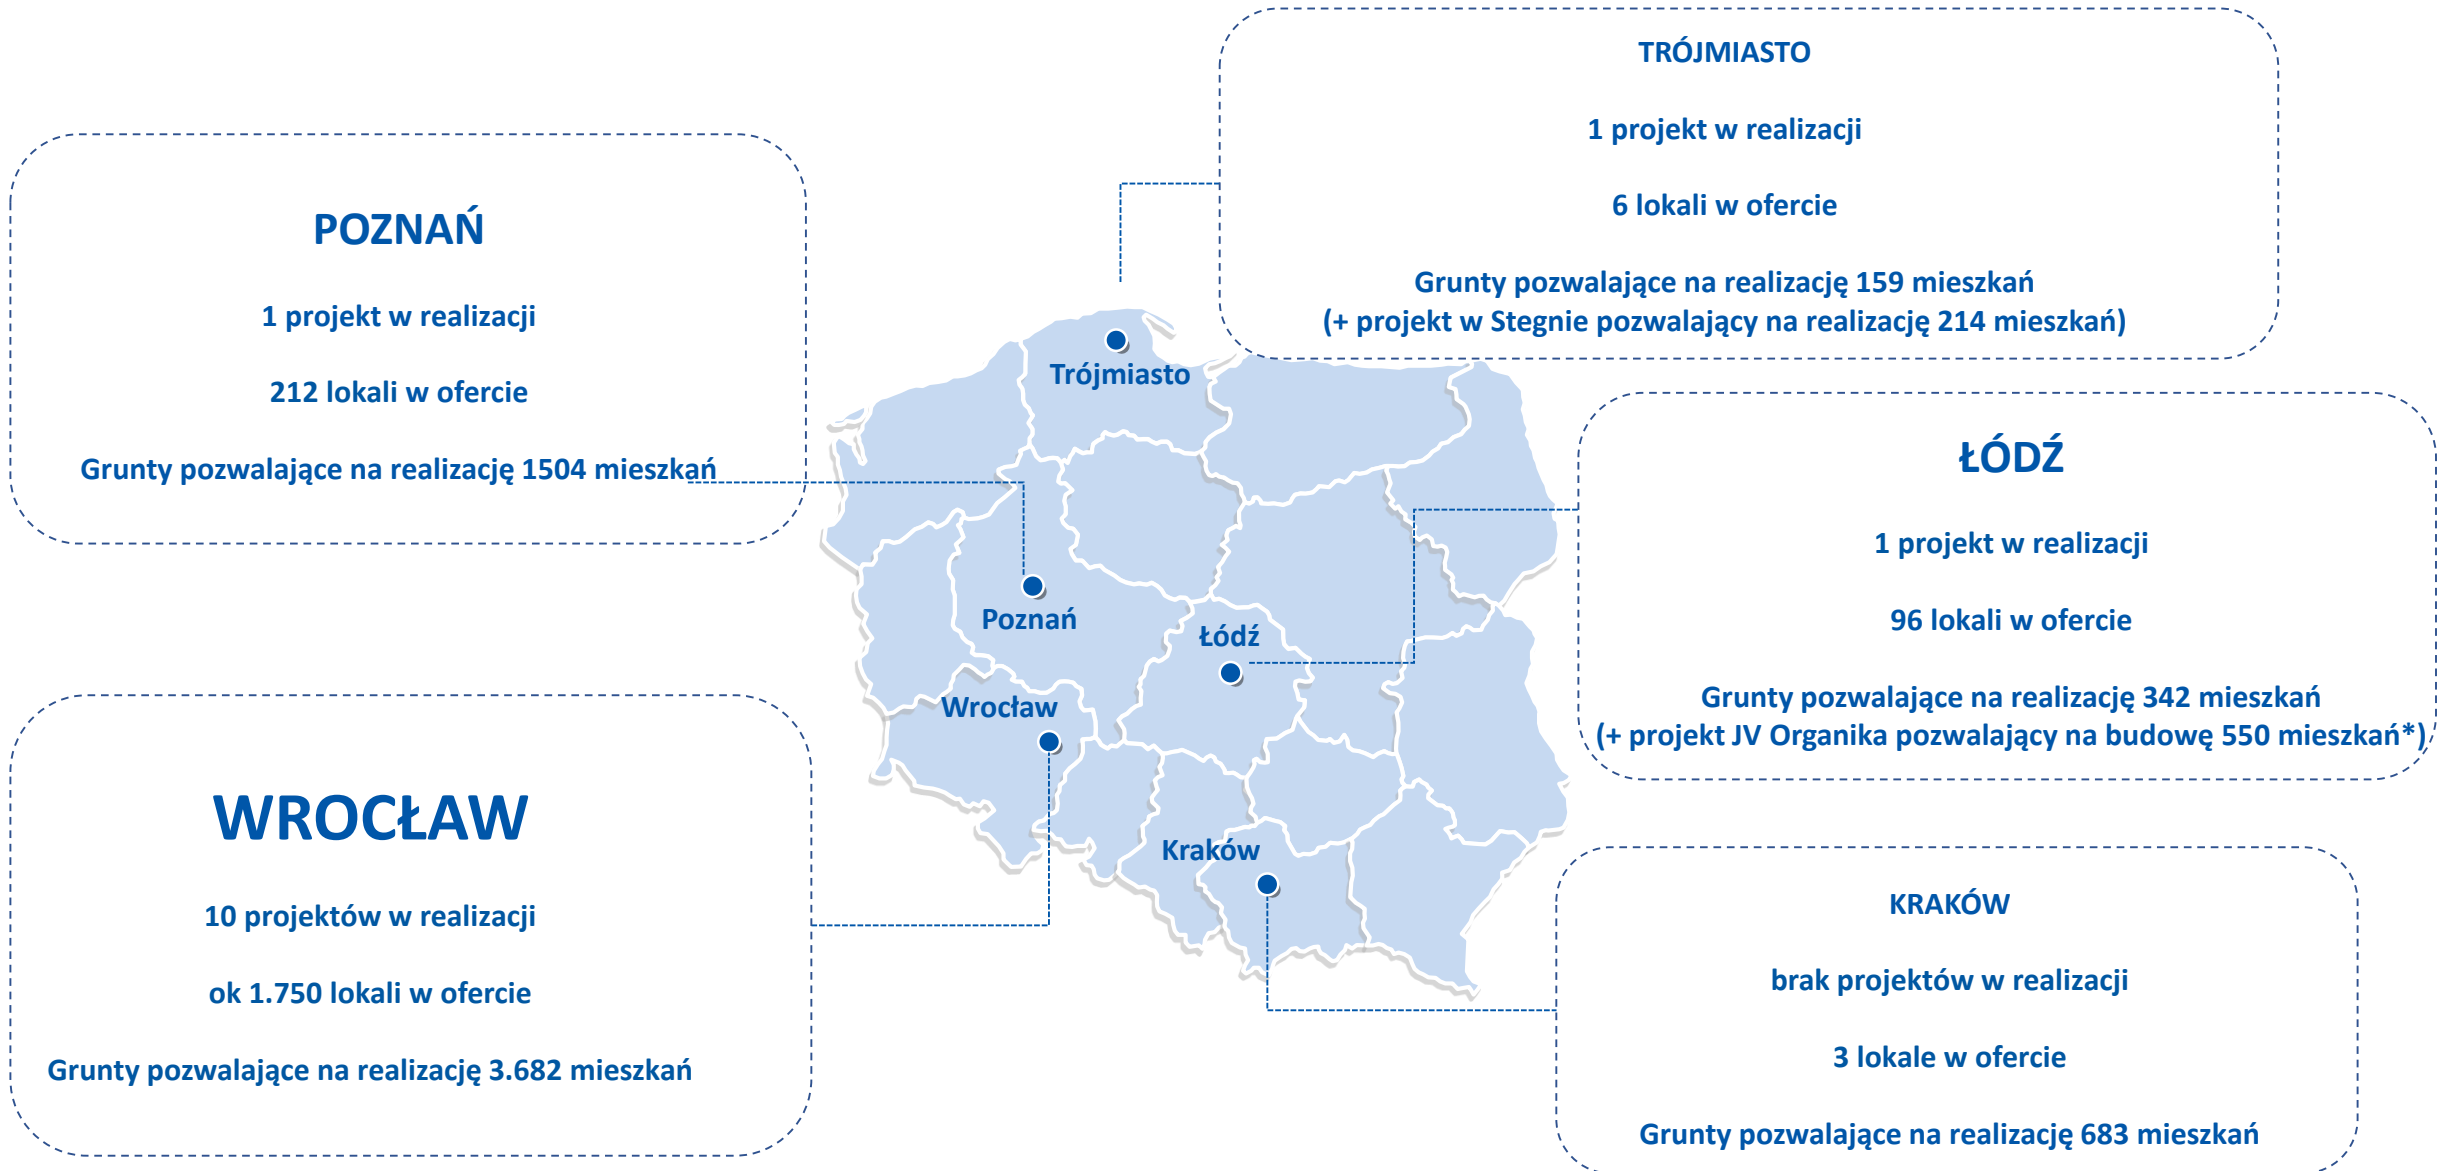 TRÓJMIASTO
1 projekt w realizacji
6 lokali w ofercie
Grunty pozwalające na realizację 159 mieszkań
(+ projekt w Stegnie pozwalający na realizację 214 mieszkań)
POZNAŃ
1 projekt w realizacji
212 lokali w ofercie
Grunty pozwalające na realizację 1504 mieszkań
Trójmiasto
Poznań
Łódź
Wrocław
Kraków
ŁÓDŹ
1 projekt w realizacji
96 lokali w ofercie
Grunty pozwalające na realizację 342 mieszkań
(+ projekt JV Organika pozwalający na budowę 550 mieszkań*)
WROCŁAW
10 projektów w realizacji
ok 1.750 lokali w ofercie
Grunty pozwalające na realizację 3.682 mieszkań
KRAKÓW
brak projektów w realizacji
3 lokale w ofercie
Grunty pozwalające na realizację 683 mieszkań